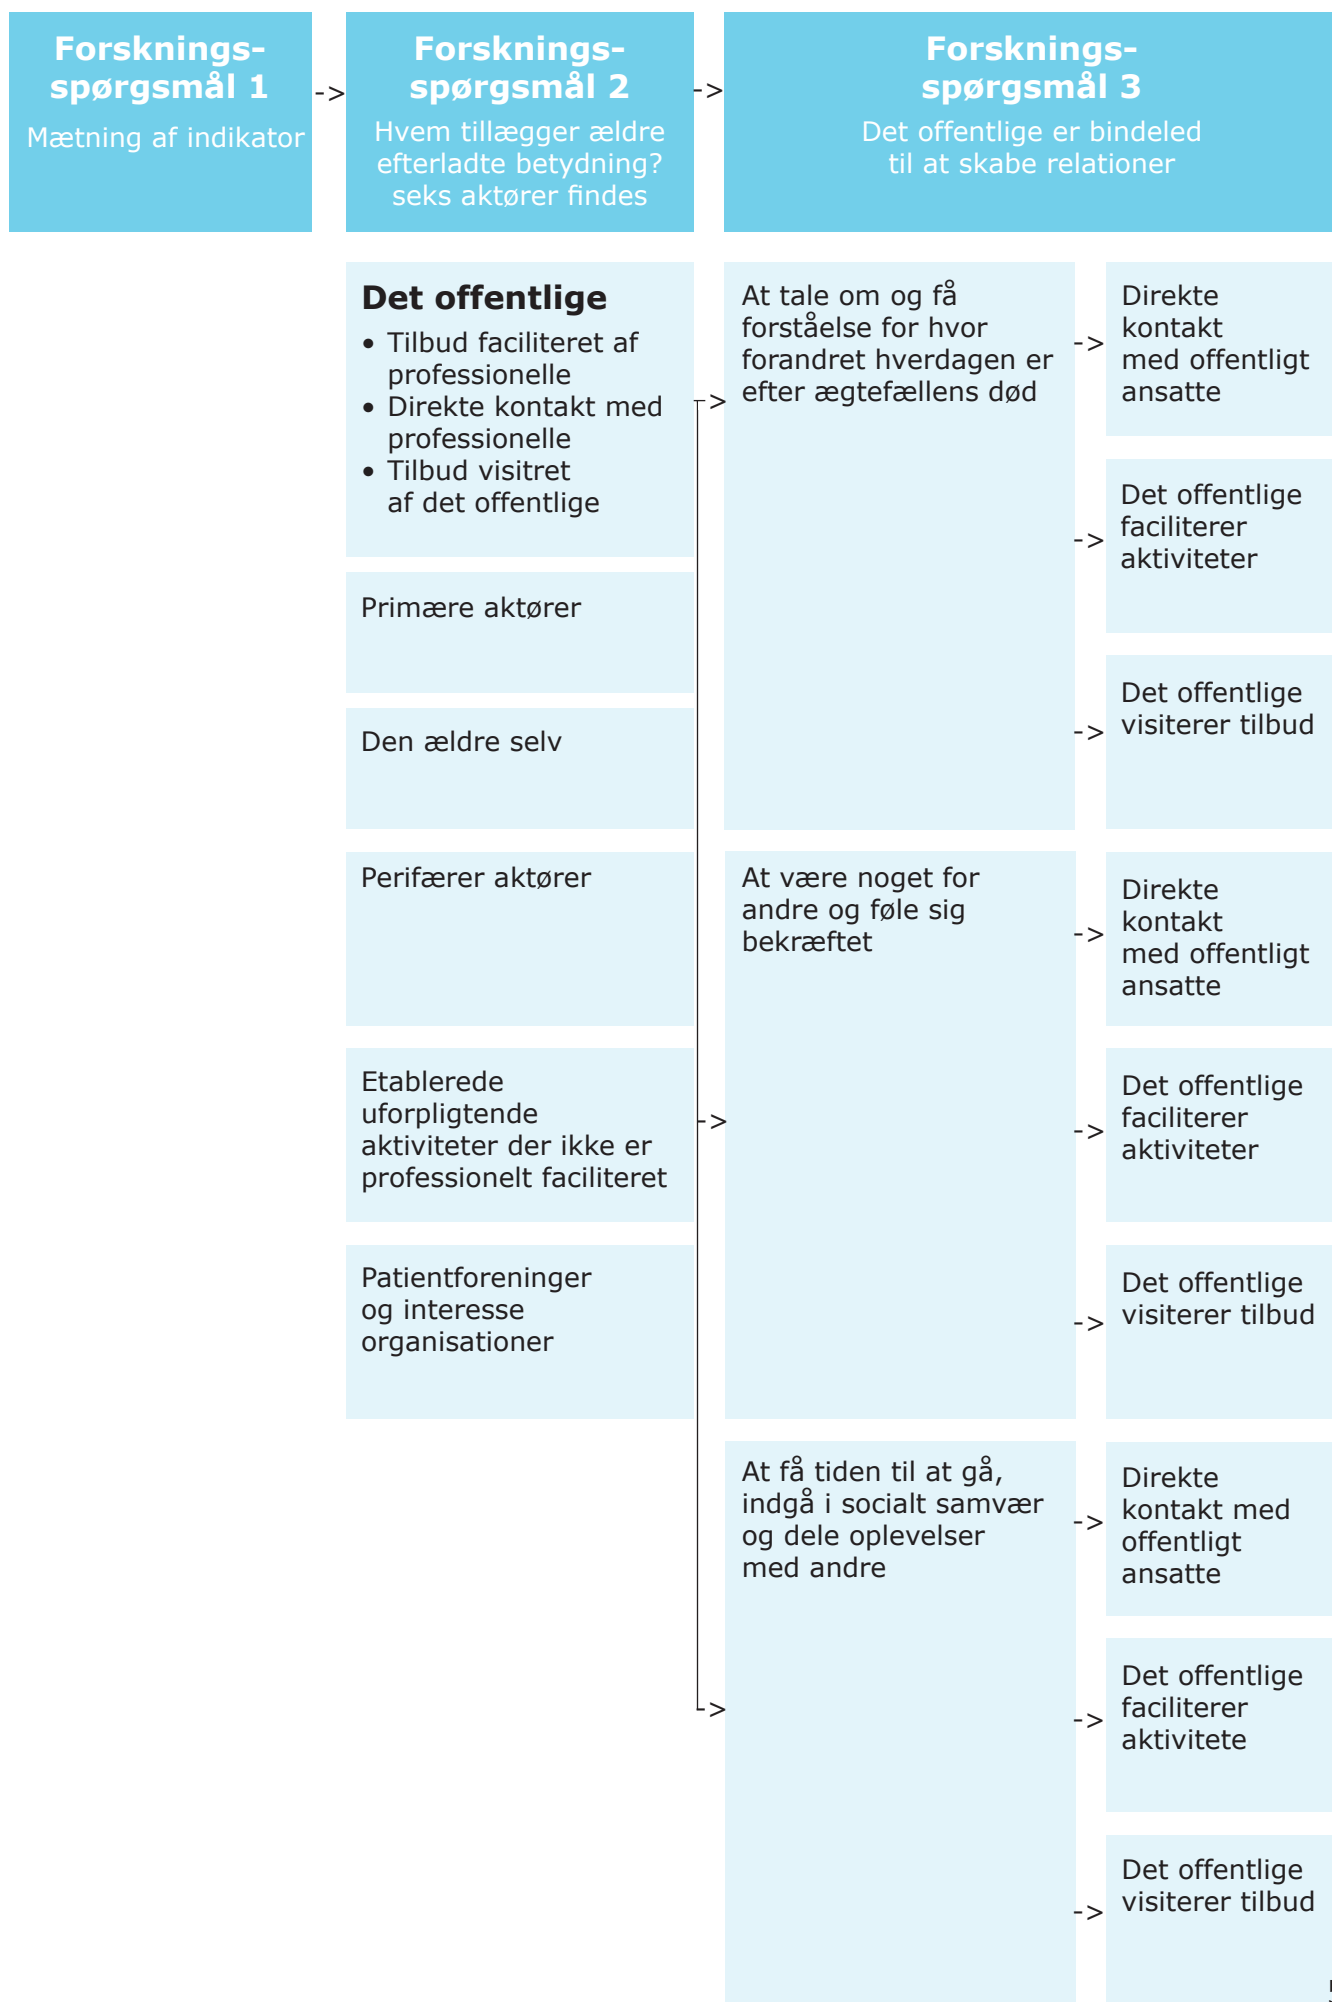 Forsknings-
spørgsmål 1
Mætning af indikator
->
Forsknings-
spørgsmål 2
Hvem tillægger ældre
efterladte betydning?
seks aktører findes
->
Forsknings-
spørgsmål 3
Det offentlige er bindeled
til at skabe relationer
Det offentlige
• Tilbud faciliteret af
professionelle
• Direkte kontakt med
professionelle
• Tilbud visitret
af det offentlige
Primære aktører
Den ældre selv
Perifærer aktører
Etablerede
uforpligtende
aktiviteter der ikke er
professionelt faciliteret
Patientforeninger
og interesse
organisationer
->
At tale om og få
forståelse for hvor
forandret hverdagen er
efter ægtefællens død
->
Direkte
kontakt
med offentligt
ansatte
->
Det offentlige
faciliterer
aktiviteter
->
Det offentlige
visiterer tilbud
->
At være noget for
andre og føle sig
bekræftet
->
Direkte
kontakt
med offentligt
ansatte
->
Det offentlige
faciliterer
aktiviteter
->
Det offentlige
visiterer tilbud
->
At få tiden til at gå,
indgå i socialt samvær
og dele oplevelser
med andre
->
Direkte
kontakt med
offentligt
ansatte
->
Det offentlige
faciliterer
aktivitete
->
Det offentlige
visiterer tilbud